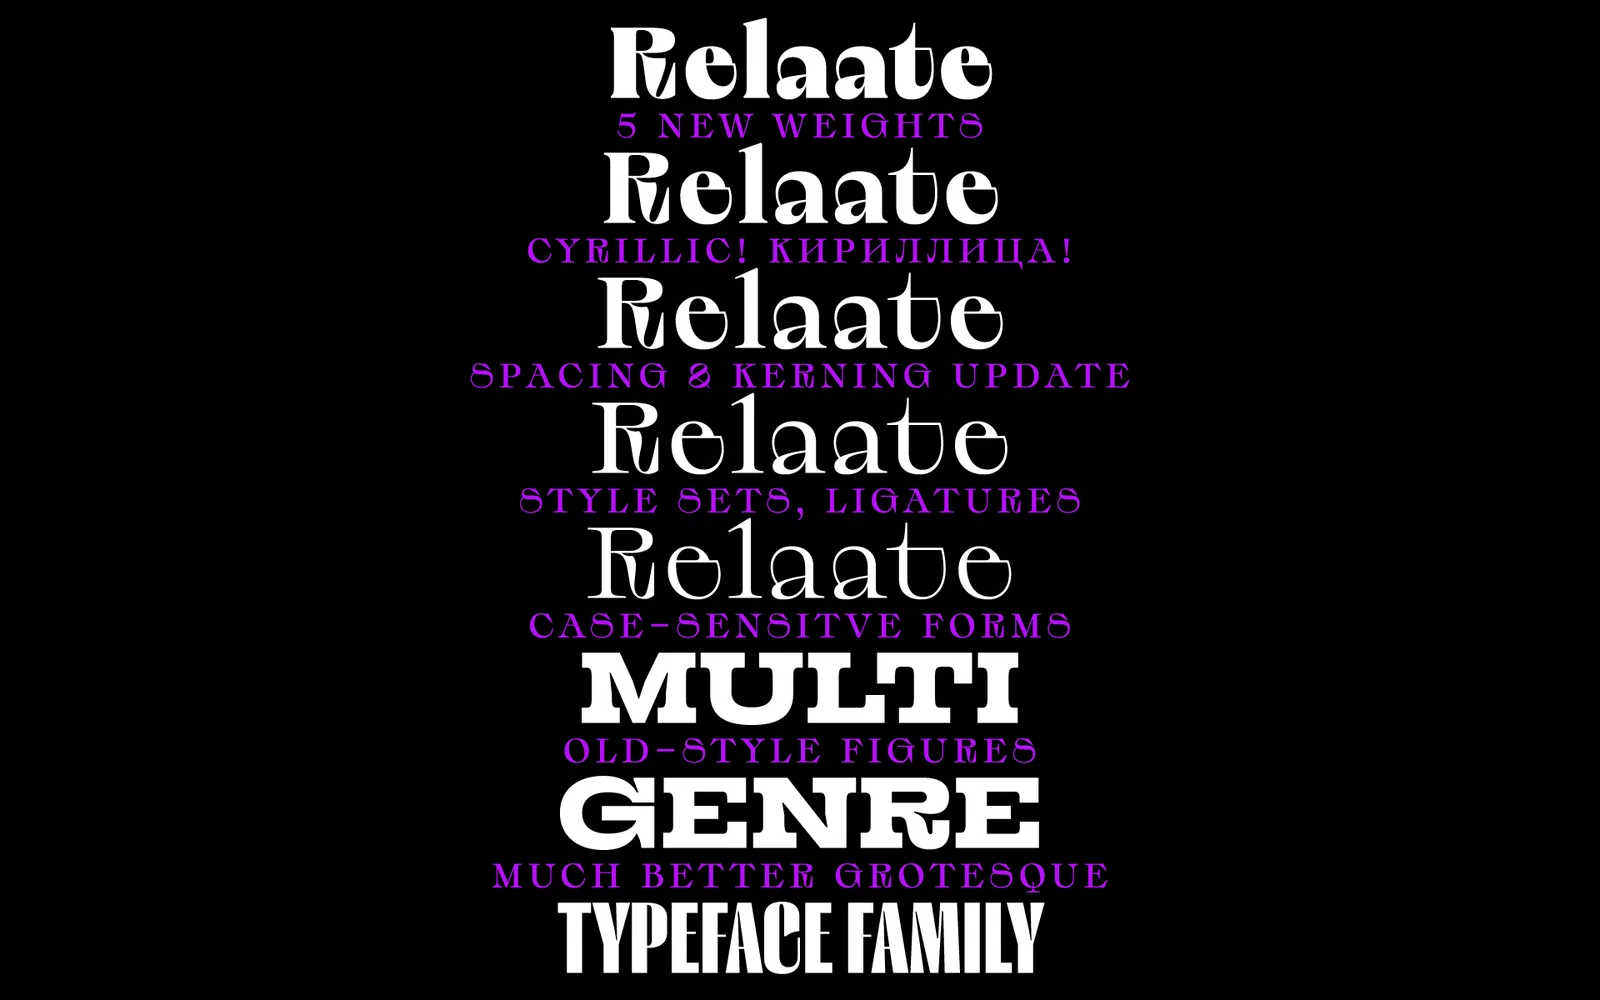 Relaate
5 NEW WEIGHTS
Relaate
CYRILLIC! КИРИЛЛИЦА!
Relaate
SPACING & KERNING UPDATE
Relaate
STYLE SETS, LIGATURES
Relaate
CASE-SENSITVE FORMS
MULTI
OLD-STYLE FIGURES
GENRE
MUCH BETTER GROTESQUE
TYPEFACE FAMILY